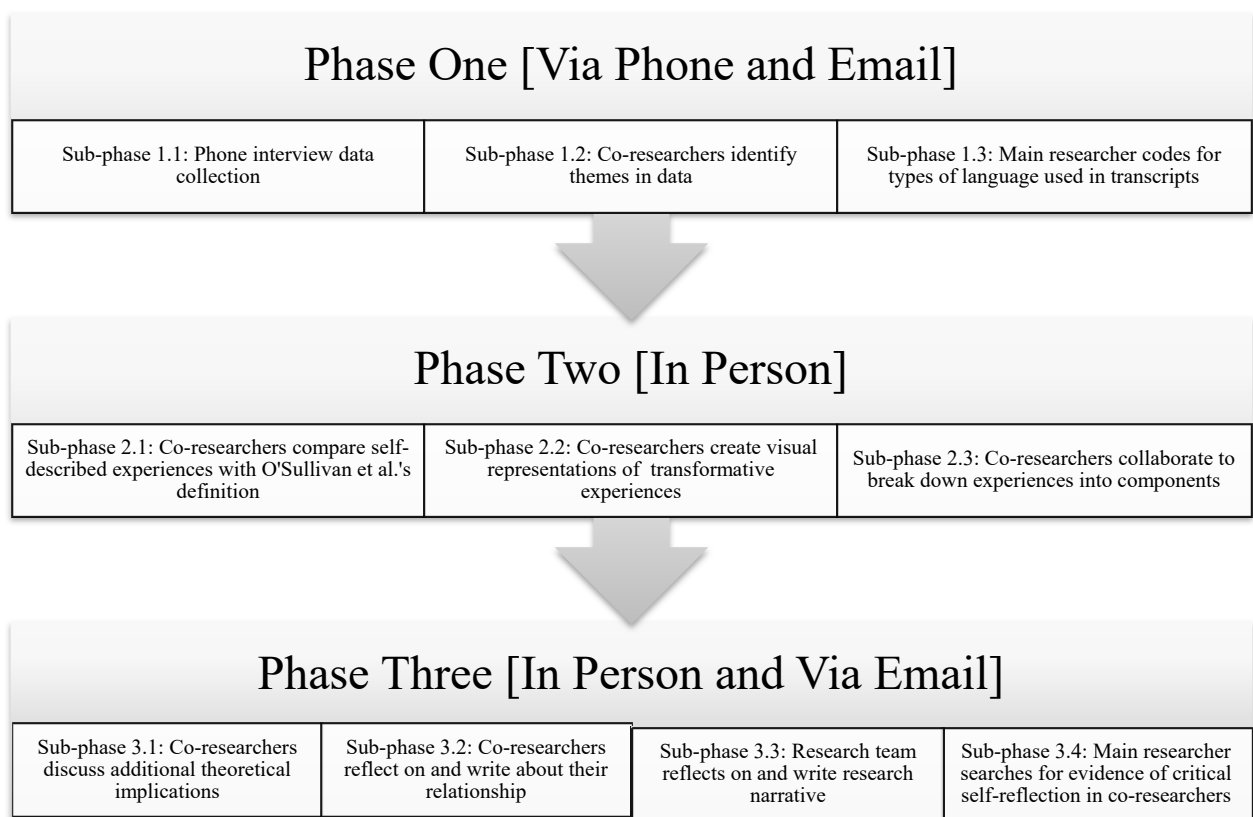 Phase One [Via Phone and Email]
Sub-phase 1.1: Phone interview data
collection
Sub-phase 1.2: Co-researchers identify
themes in data
Sub-phase 1.3: Main researcher codes for
types of language used in transcripts
Phase Two [In Person]
Sub-phase 2.1: Co-researchers compare self-
described experiences with O'Sullivan et al.'s
definition
Sub-phase 2.2: Co-researchers create visual
representations of transformative
experiences
Sub-phase 2.3: Co-researchers collaborate to
break down experiences into components
Phase Three [In Person and Via Email]
Sub-phase 3.1: Co-researchers
discuss additional theoretical
implications
Sub-phase 3.2: Co-researchers
reflect on and write about their
relationship
Sub-phase 3.3: Research team
reflects on and write research
narrative
Sub-phase 3.4: Main researcher
searches for evidence of critical
self-reflection in co-researchers